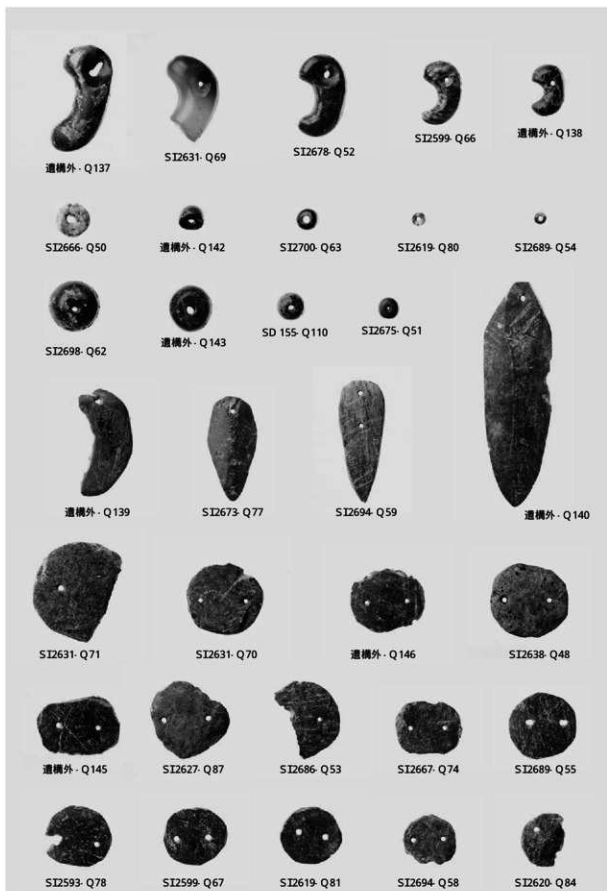 遺構外 - Q137
SI2631- Q69
SI2678- Q52
SI2599- Q66
遺構外 - Q138
SI2666- Q50
遺構外 - Q142
SI2700- Q63
SI2619- Q80
SI2689- Q54
SI2698- Q62
遺構外 - Q143
SD 155- Q110
SI2675- Q51
遺構外 - Q139
SI2673- Q77
SI2694- Q59
遺構外 - Q140
SI2631- Q71
SI2631- Q70
遺構外 - Q146
SI2638- Q48
遺構外 - Q145
SI2627- Q87
SI2686- Q53
SI2667- Q74
SI2689- Q55
SI2593- Q78
SI2599- Q67
SI2619- Q81
SI2694- Q58
SI2620- Q84